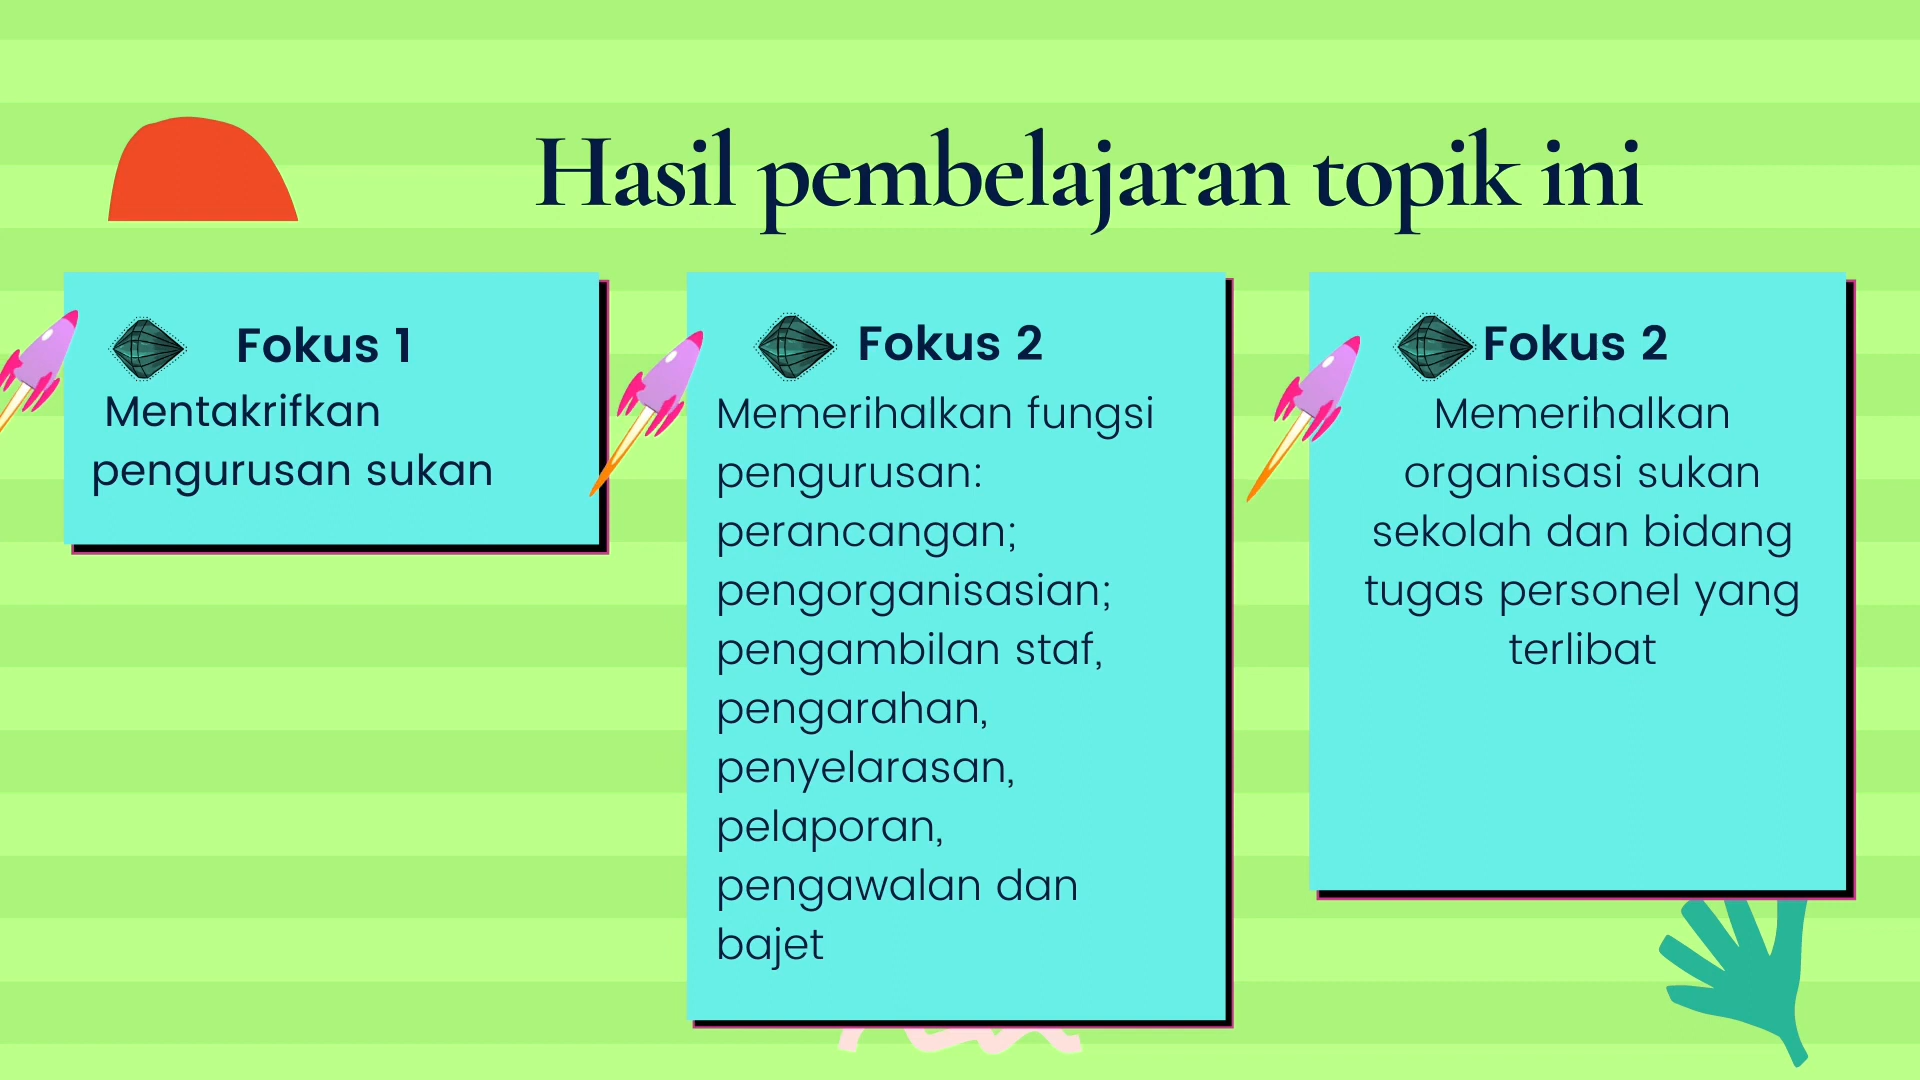 Hasil pembelajaran topik ini
Fokus 1
Mentakrifkan
pengurusan sukan
Fokus 2
Memerihalkan fungsi
pengurusan:
perancangan;
pengorganisasian;
pengambilan staf,
pengarahan,
penyelarasan,
pelaporan,
pengawalan dan
bajet
Fokus 2
Memerihalkan
organisasi sukan
sekolah dan bidang
tugas personel yang
terlibat